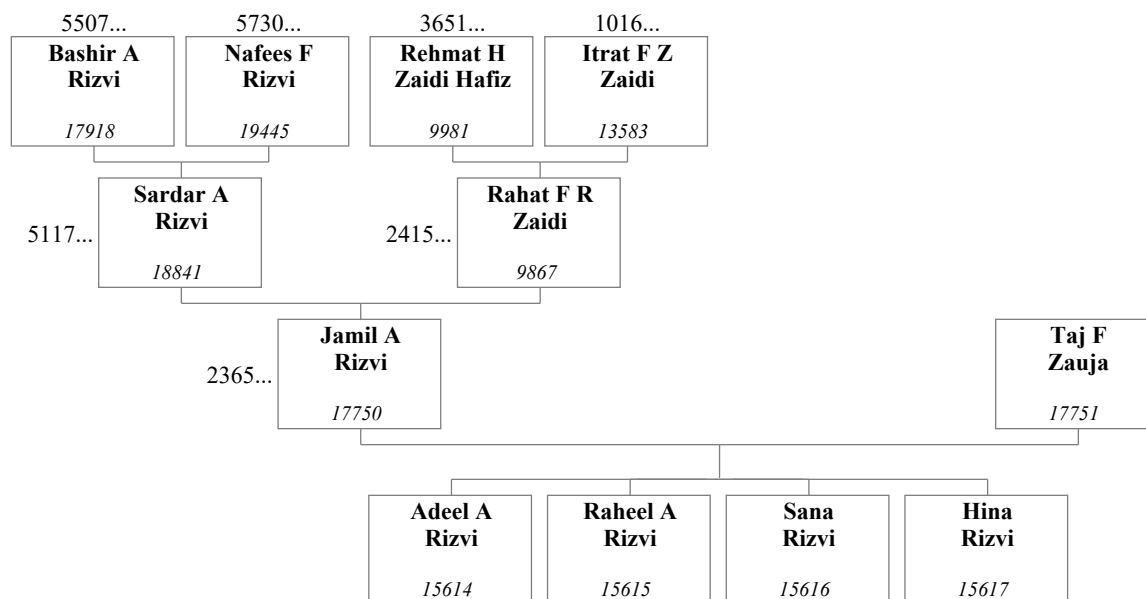 5507...
5730...
3651...
1016...
Bashir A
Rizvi
17918
Nafees F
Rizvi
19445
Rehmat H
Zaidi Hafiz
9981
Itrat F Z
Zaidi
13583
5117...
Sardar A
Rizvi
18841
2415...
Rahat F R
Zaidi
9867
2365...
Jamil A
Rizvi
17750
Taj F
Zauja
17751
Adeel A
Rizvi
15614
Raheel A
Rizvi
15615
Sana
Rizvi
15616
Hina
Rizvi
15617